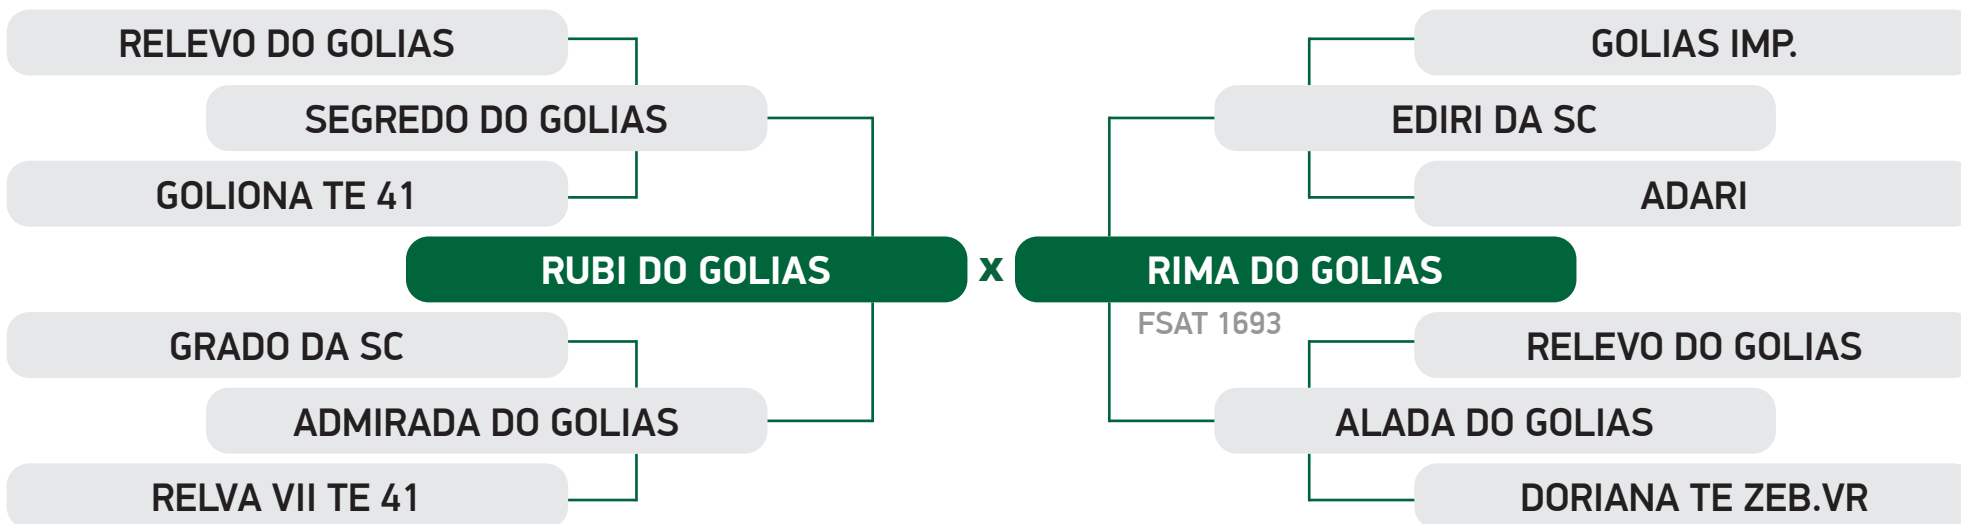 RELEVO DO GOLIAS
GOLIAS IMP.
SEGREDO DO GOLIAS
EDIRI DA SC
GOLIONA TE 41
ADARI
RUBI DO GOLIAS x RIMA DO GOLIAS
FSAT 1693
GRADO DA SC
RELEVO DO GOLIAS
ADMIRADA DO GOLIAS
ALADA DO GOLIAS
RELVA VII TE 41
DORIANA TE ZEB.VR